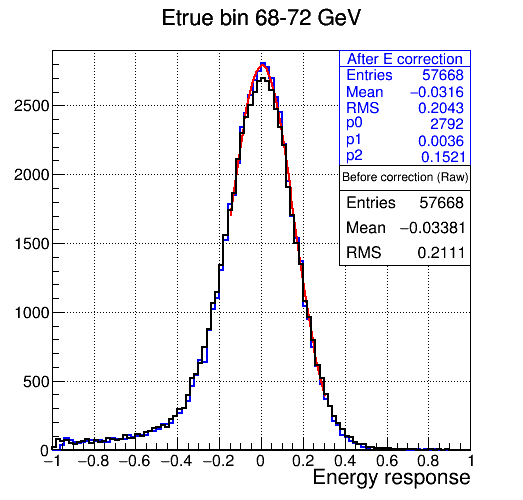 Etrue bin 68-72 GeV
After E correction
Entries 57668
Mean −0.0316
RMS 0.2043
p0 2792
p1 0.0036
p2 0.1521
Before correction (Raw)
Entries 57668
Mean −0.03381
RMS 0.2111
2500
2000
1500
1000
500
0
−1 −0.8 −0.6 −0.4 −0.2 0 0.2 0.4 0.6 0.8 1
Energy response